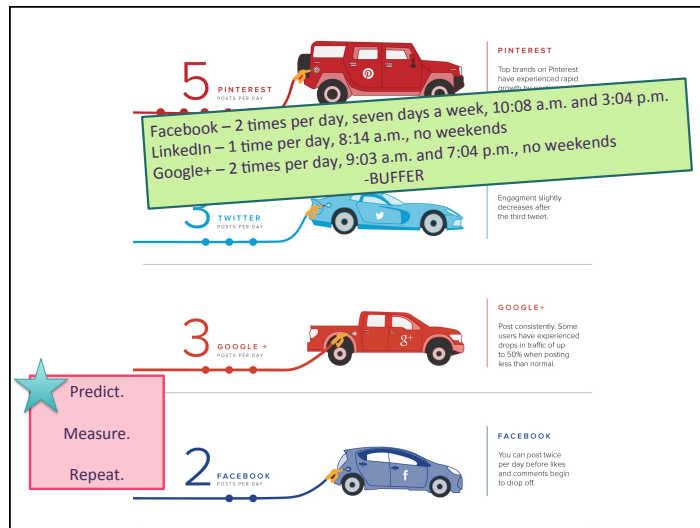 5 PINTEREST
POSTS PER DAY
PINTEREST
Top brands on Pinterest
have experienced rapid
Facebook – 2 times per day, seven days a week, 10:08 a.m. and 3:04 p.m.
LinkedIn – 1 time per day, 8:14 a.m., no weekends
Google+ – 2 times per day, 9:03 a.m. and 7:04 p.m., no weekends
-BUFFER
3 TWITTER
POSTS PER DAY
Engagment slightly
decreases after
the third tweet.
3 GOOGLE +
POSTS PER DAY
g+
GOOGLE+
Post consistently. Some
users have experienced
drops in traffic of up
to 50% when posting
less than normal.
Predict.
Measure.
Repeat.
2 FACEBOOK
POSTS PER DAY
f
FACEBOOK
You can post twice
per day before likes
and comments begin
to drop off.